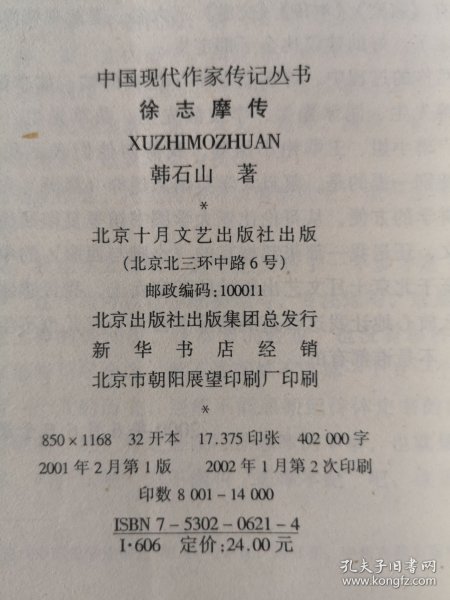 中国现代作家传记丛书
徐志摩传
XUZHIMOZHUAN
韩石山 著
*
北京十月文艺出版社出版
(北京北三环中路6号)
邮政编码:100011
北京出版社出版集团总发行
新华书店经销
北京市朝阳展望印刷厂印刷
*
850×1168 32开本 17.375印张 402 000字
2001年2月第1版 2002年1月第2次印刷
印数 8 001-14 000
ISBN 7-5302-0621-4
I·606 定价:24.00元
孔夫子旧书网
www.kongfz.com